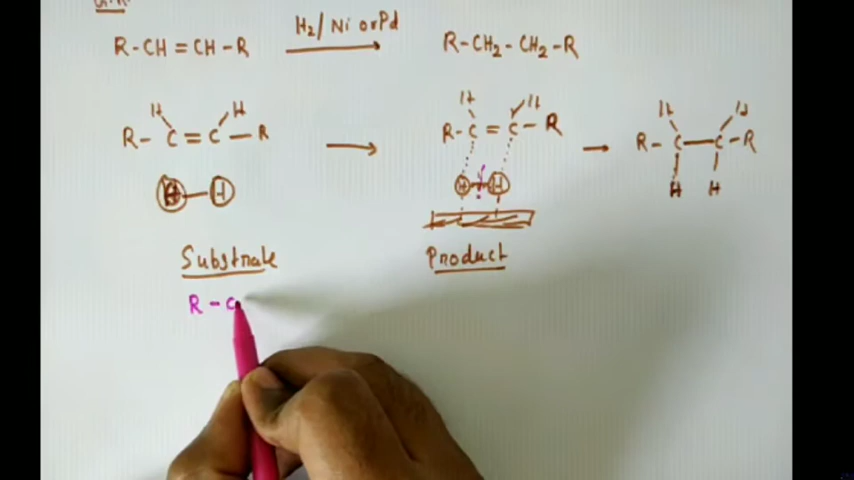 R-CH=CH-R H₂/Ni or Pd R-CH₂-CH₂-R
H H H H H H
R-C=C-R R-C=C-R R-C-C-R
H-H H-H H H
Substrate Product
R-C